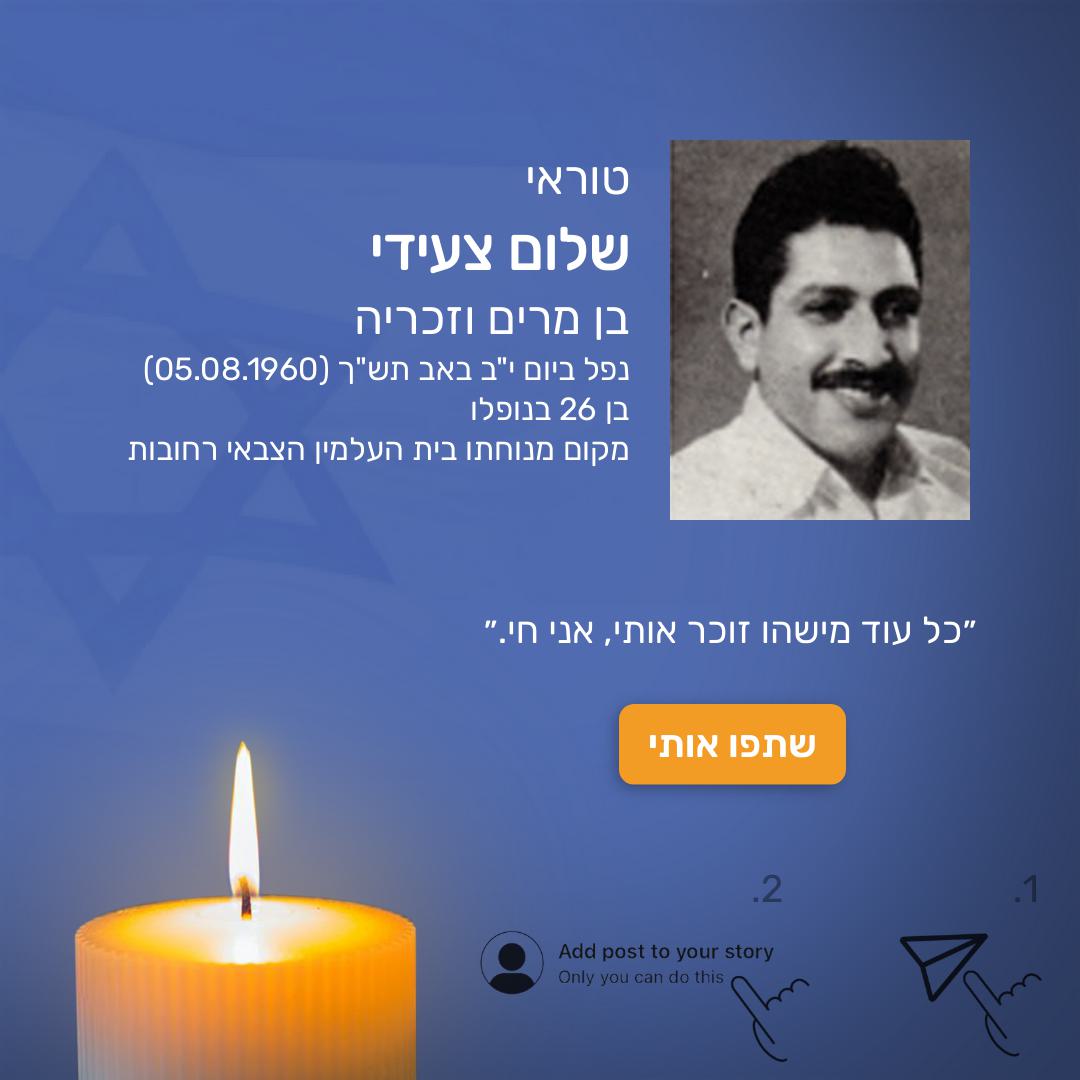 טוראי
שלום צעידי
בן מרים וזכריה
נפל ביום י"ב באב תש"ך (05.08.1960)
בן 26 בנופלו
מקום מנוחתו בית העלמין הצבאי רחובות
״כל עוד מישהו זוכר אותי, אני חי.״
שתפו אותי
1.
2.
Add post to your story
Only you can do this